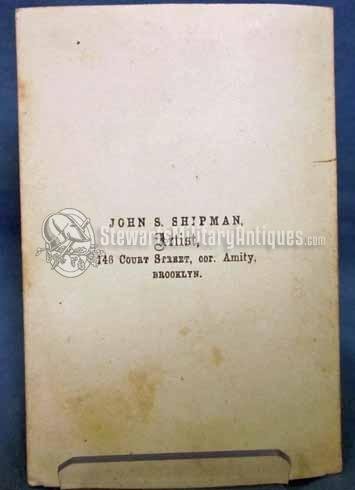 JOHN S. SHIPMAN,
Artist,
StewartsMilitaryAntiques.com
146 COURT STREET, cor. Amity,
BROOKLYN.